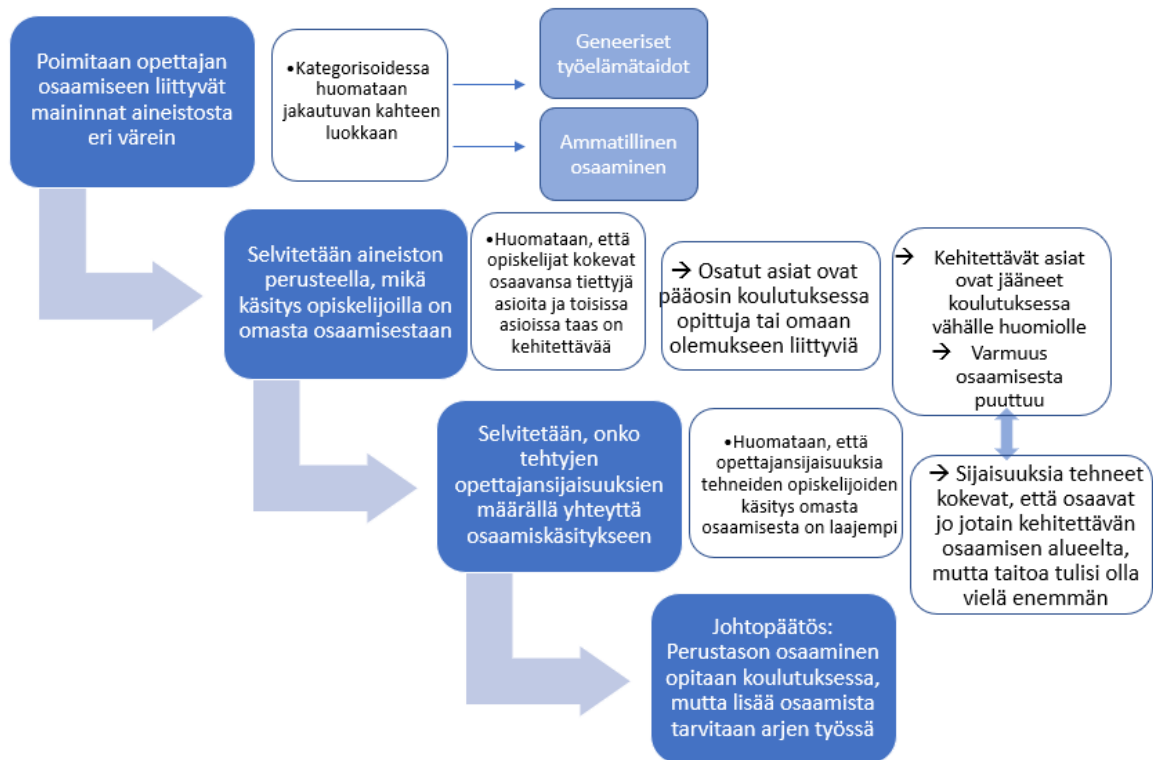 Poimitaan opettajan
osaamiseen liittyvät
maininnat aineistosta
eri värein
•Kategorisoidessa
huomataan
jakautuvan kahteen
luokkaan
Geneeriset
työelämätaidot
Ammatillinen
osaaminen
Selvitetään aineiston
perusteella, mikä
käsitys opiskelijoilla on
omasta osaamisestaan
•Huomataan, että
opiskelijat kokevat
osaavansa tiettyjä
asioita ja toisissa
asioissa taas on
kehitettävää
→ Osatut asiat ovat
pääosin koulutuksessa
opittuja tai omaan
olemukseen liittyviä
→ Kehitettävät asiat
ovat jääneet
koulutuksessa
vähälle huomiolle
→ Varmuus
osaamisesta
puuttuu
Selvitetään, onko
tehtyjen
opettajansijaisuuksien
määrällä yhteyttä
osaamiskäsitykseen
•Huomataan, että
opettajansijaisuuksia
tehneiden opiskelijoiden
käsitys omasta
osaamisesta on laajempi
→ Sijaisuuksia tehneet
kokevat, että osaavat
jo jotain kehitettävän
osaamisen alueelta,
mutta taitoa tulisi olla
vielä enemmän
Johtopäätös:
Perustason osaaminen
opitaan koulutuksessa,
mutta lisää osaamista
tarvitaan arjen työssä